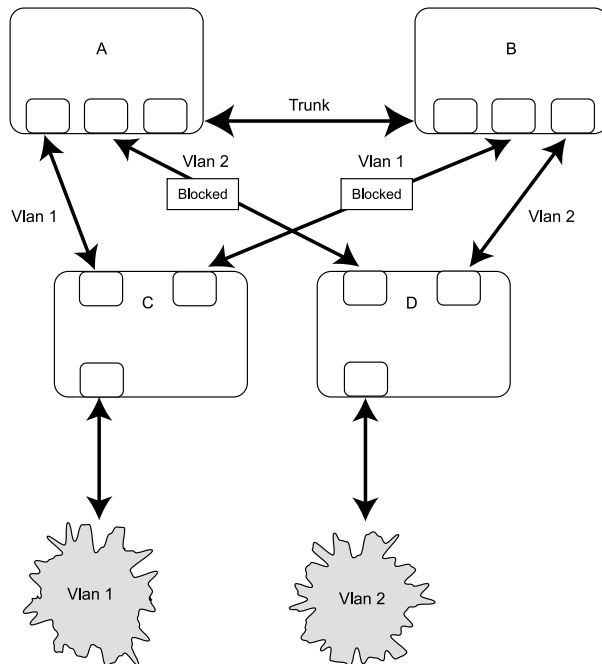 A
B
Trunk
Vlan 2
Vlan 1
Blocked
Blocked
Vlan 1
Vlan 2
C
D
Vlan 1
Vlan 2